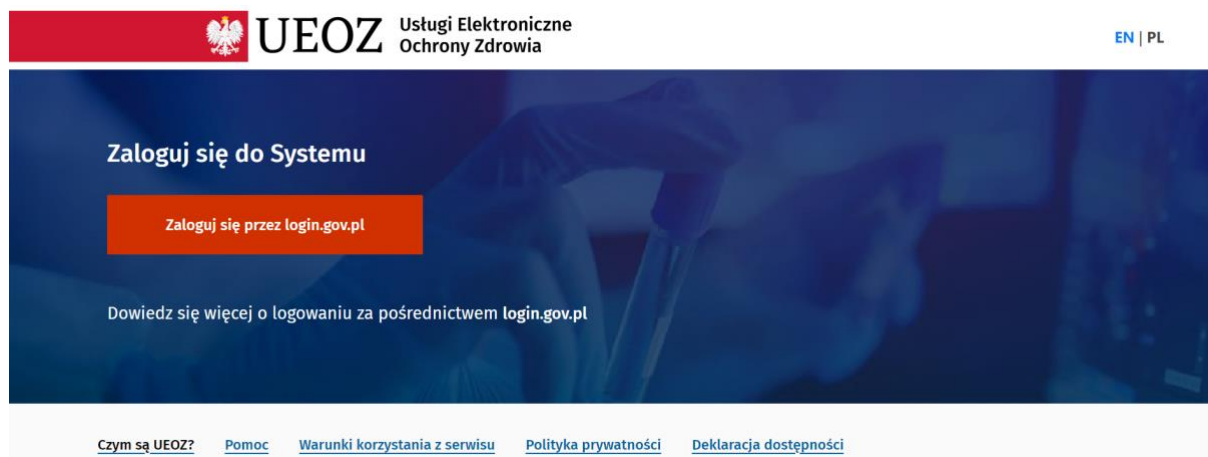 UEOZ Usługi Elektroniczne
Ochrony Zdrowia
EN | PL
Zaloguj się do Systemu
Zaloguj się przez login.gov.pl
Dowiedz się więcej o logowaniu za pośrednictwem login.gov.pl
Czym są UEOZ? Pomoc Warunki korzystania z serwisu Polityka prywatności Deklaracja dostępności